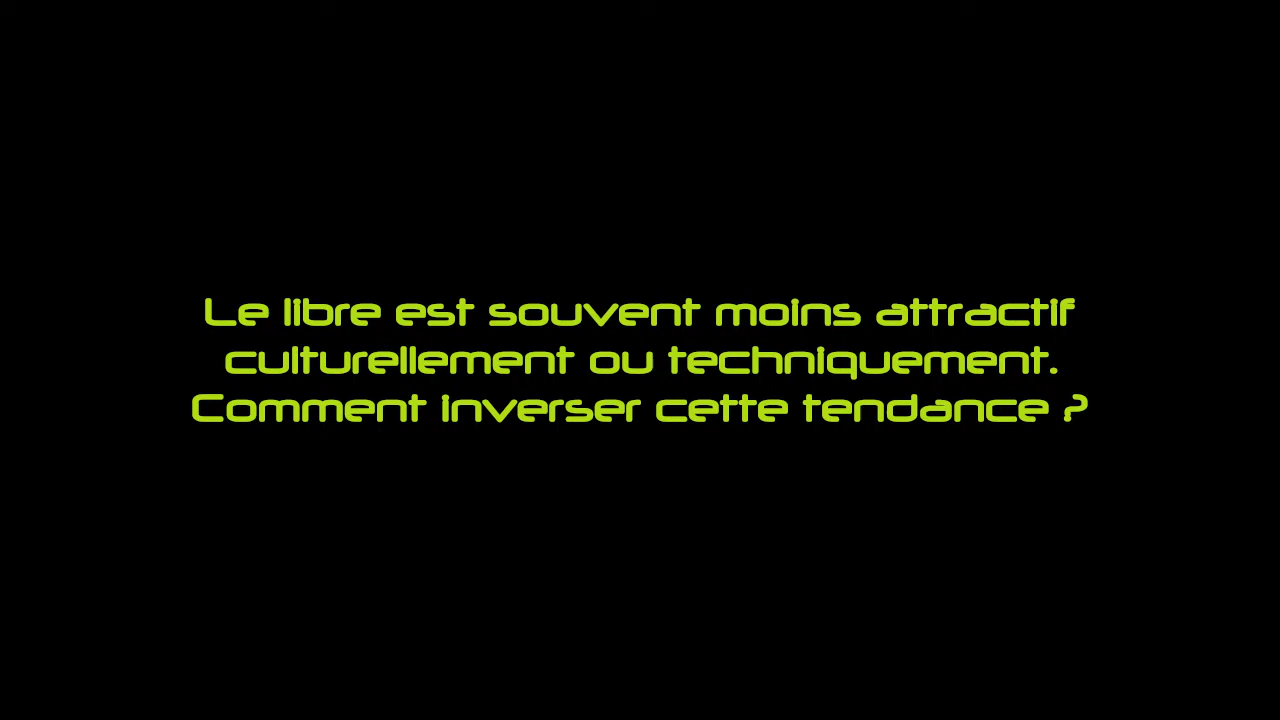 Le libre est souvent moins attractif
culturellement ou techniquement.
Comment inverser cette tendance ?